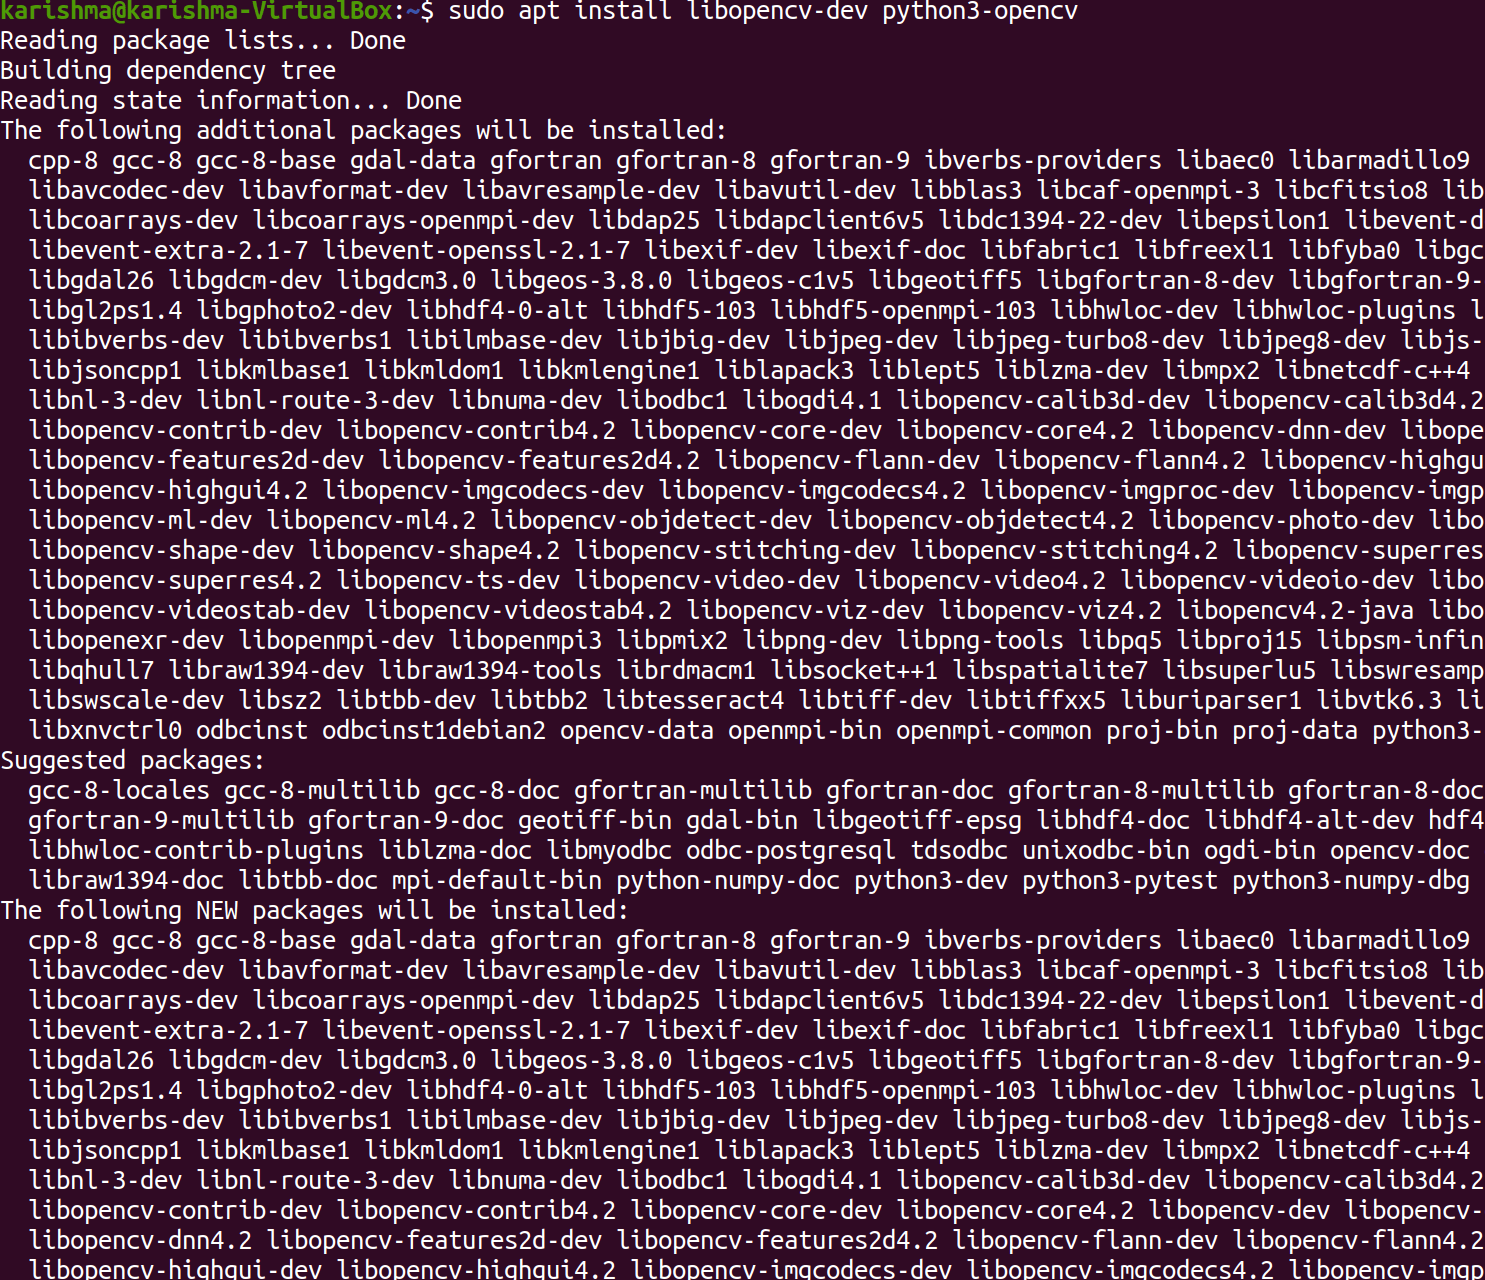 karishma@karishma-VirtualBox:~$ sudo apt install libopencv-dev python3-opencv
Reading package lists... Done
Building dependency tree
Reading state information... Done
The following additional packages will be installed:
cpp-8 gcc-8 gcc-8-base gdal-data gfortran gfortran-8 gfortran-9 ibverbs-providers libaec0 libarmadillo9
libavcodec-dev libavformat-dev libavresample-dev libavutil-dev libblas3 libcaf-openmpi-3 libcfitsio8 lib
libcoarrays-dev libcoarrays-openmpi-dev libdap25 libdapclient6v5 libdc1394-22-dev libepsilon1 libevent-d
libevent-extra-2.1-7 libevent-openssl-2.1-7 libexif-dev libexif-doc libfabric1 libfreexl1 libfyba0 libgc
libgdal26 libgdcm-dev libgdcm3.0 libgeos-3.8.0 libgeos-c1v5 libgeotiff5 libgfortran-8-dev libgfortran-9-
libgl2ps1.4 libgphoto2-dev libhdf4-0-alt libhdf5-103 libhdf5-openmpi-103 libhwloc-dev libhwloc-plugins l
libibverbs-dev libibverbs1 libilmbase-dev libjbig-dev libjpeg-dev libjpeg-turbo8-dev libjpeg8-dev libjs-
libjsoncpp1 libkmlbase1 libkmldom1 libkmlengine1 liblapack3 liblept5 liblzma-dev libmpx2 libnetcdf-c++4
libnl-3-dev libnl-route-3-dev libnuma-dev libodbc1 libogdi4.1 libopencv-calib3d-dev libopencv-calib3d4.2
libopencv-contrib-dev libopencv-contrib4.2 libopencv-core-dev libopencv-core4.2 libopencv-dnn-dev libope
libopencv-features2d-dev libopencv-features2d4.2 libopencv-flann-dev libopencv-flann4.2 libopencv-highgu
libopencv-highgui4.2 libopencv-imgcodecs-dev libopencv-imgcodecs4.2 libopencv-imgproc-dev libopencv-imgp
libopencv-ml-dev libopencv-ml4.2 libopencv-objdetect-dev libopencv-objdetect4.2 libopencv-photo-dev libo
libopencv-shape-dev libopencv-shape4.2 libopencv-stitching-dev libopencv-stitching4.2 libopencv-superres
libopencv-superres4.2 libopencv-ts-dev libopencv-video-dev libopencv-video4.2 libopencv-videoio-dev libo
libopencv-videostab-dev libopencv-videostab4.2 libopencv-viz-dev libopencv-viz4.2 libopencv4.2-java libo
libopenexr-dev libopenmpi-dev libopenmpi3 libpmix2 libpng-dev libpng-tools libpq5 libproj15 libpsm-infin
libqhull7 libraw1394-dev libraw1394-tools librdmacm1 libsocket++1 libspatialite7 libsuperlu5 libswresamp
libswscale-dev libsz2 libtbb-dev libtbb2 libtesseract4 libtiff-dev libtiffxx5 liburiparser1 libvtk6.3 li
libxnvctrl0 odbcinst odbcinst1debian2 opencv-data openmpi-bin openmpi-common proj-bin proj-data python3-
Suggested packages:
gcc-8-locales gcc-8-multilib gcc-8-doc gfortran-multilib gfortran-doc gfortran-8-multilib gfortran-8-doc
gfortran-9-multilib gfortran-9-doc geotiff-bin gdal-bin libgeotiff-epsg libhdf4-doc libhdf4-alt-dev hdf4
libhwloc-contrib-plugins liblzma-doc libmyodbc odbc-postgresql tdsodbc unixodbc-bin ogdi-bin opencv-doc
libraw1394-doc libtbb-doc mpi-default-bin python-numpy-doc python3-dev python3-pytest python3-numpy-dbg
The following NEW packages will be installed:
cpp-8 gcc-8 gcc-8-base gdal-data gfortran gfortran-8 gfortran-9 ibverbs-providers libaec0 libarmadillo9
libavcodec-dev libavformat-dev libavresample-dev libavutil-dev libblas3 libcaf-openmpi-3 libcfitsio8 lib
libcoarrays-dev libcoarrays-openmpi-dev libdap25 libdapclient6v5 libdc1394-22-dev libepsilon1 libevent-d
libevent-extra-2.1-7 libevent-openssl-2.1-7 libexif-dev libexif-doc libfabric1 libfreexl1 libfyba0 libgc
libgdal26 libgdcm-dev libgdcm3.0 libgeos-3.8.0 libgeos-c1v5 libgeotiff5 libgfortran-8-dev libgfortran-9-
libgl2ps1.4 libgphoto2-dev libhdf4-0-alt libhdf5-103 libhdf5-openmpi-103 libhwloc-dev libhwloc-plugins l
libibverbs-dev libibverbs1 libilmbase-dev libjbig-dev libjpeg-dev libjpeg-turbo8-dev libjpeg8-dev libjs-
libjsoncpp1 libkmlbase1 libkmldom1 libkmlengine1 liblapack3 liblept5 liblzma-dev libmpx2 libnetcdf-c++4
libnl-3-dev libnl-route-3-dev libnuma-dev libodbc1 libogdi4.1 libopencv-calib3d-dev libopencv-calib3d4.2
libopencv-contrib-dev libopencv-contrib4.2 libopencv-core-dev libopencv-core4.2 libopencv-dev libopencv-
libopencv-dnn4.2 libopencv-features2d-dev libopencv-features2d4.2 libopencv-flann-dev libopencv-flann4.2
libopencv-highgui-dev libopencv-highgui4.2 libopencv-imgcodecs-dev libopencv-imgcodecs4.2 libopencv-imgp